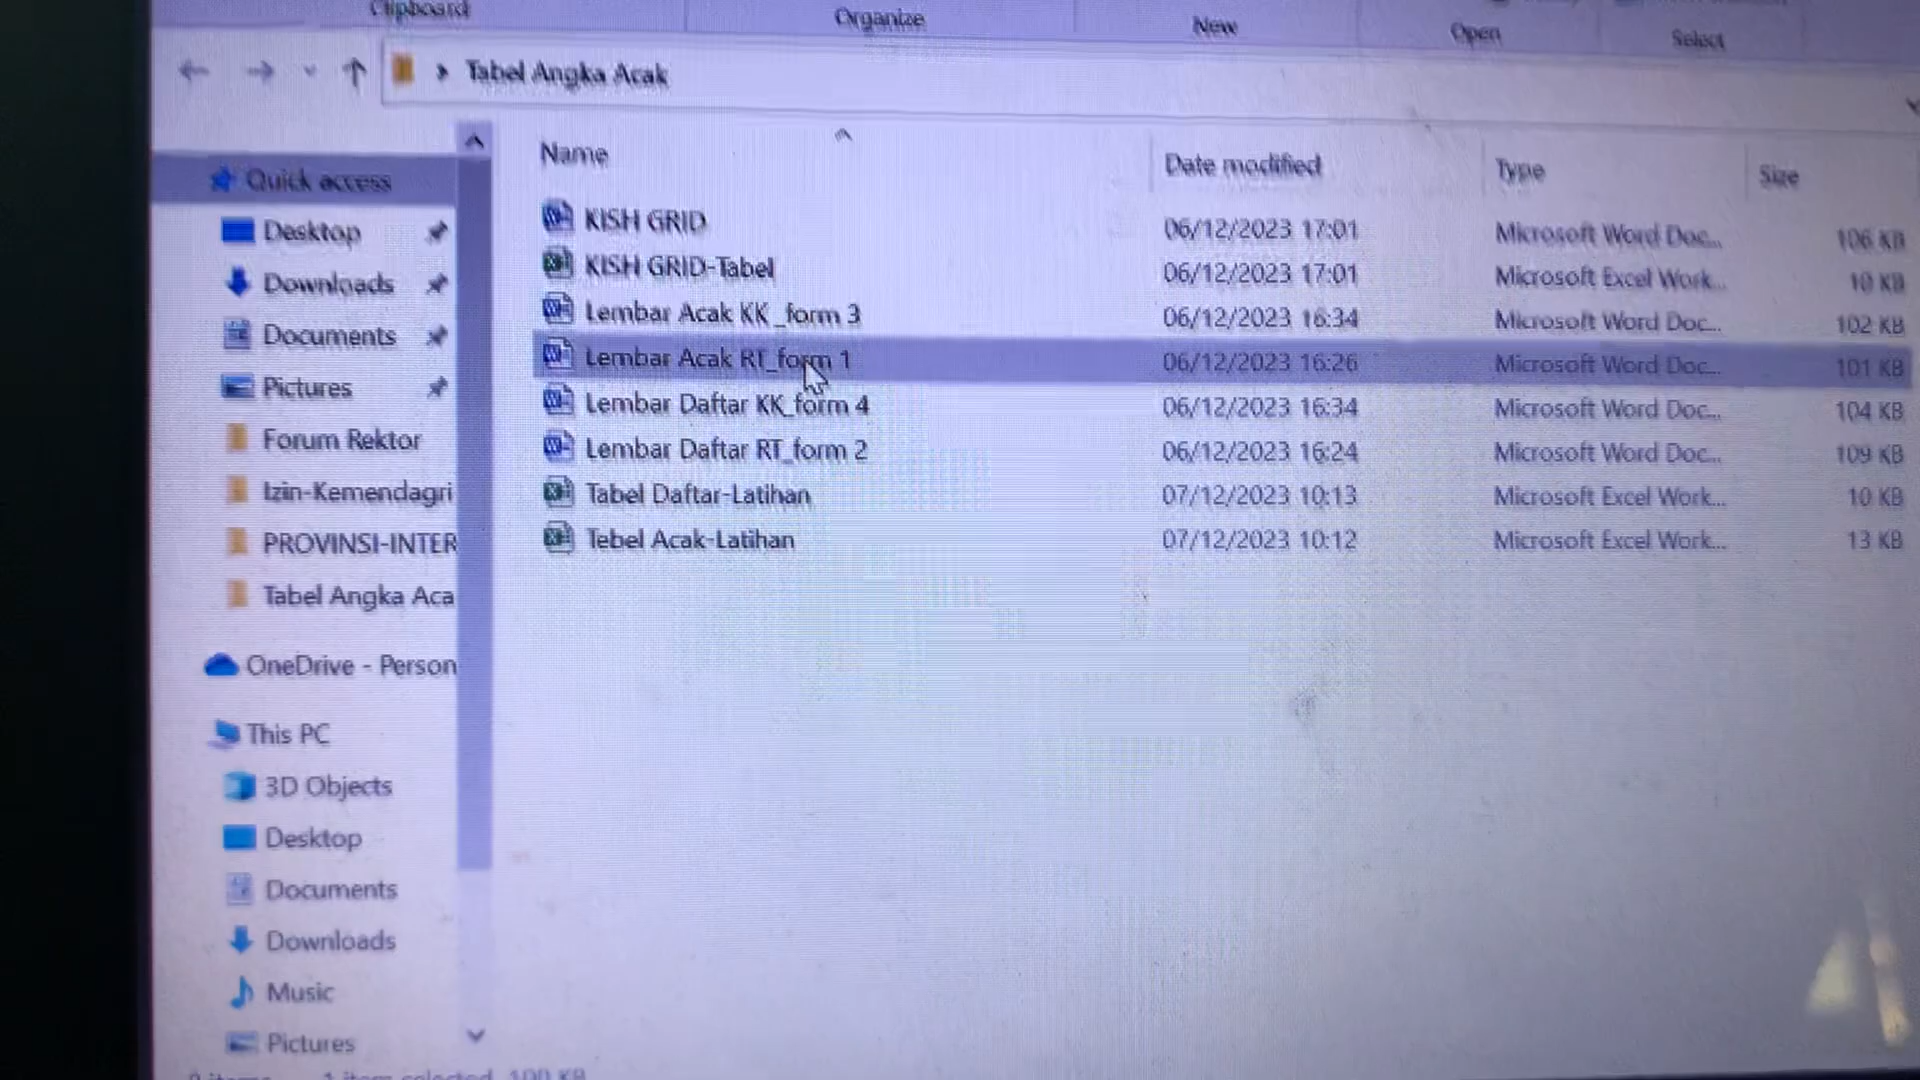 Clipboard
Organize
New
Open
Select
Tabel Angka Acak
Name
Date modified
Type
Size
Quick access
Desktop
Downloads
Documents
Pictures
Forum Rektor
Izin-Kemendagri
PROVINSI-INTER
Tabel Angka Aca
OneDrive - Person
This PC
3D Objects
Desktop
Documents
Downloads
Music
Pictures
KISH GRID 06/12/2023 17:01 Microsoft Word Doc... 106 KB
KISH GRID-Tabel 06/12/2023 17:01 Microsoft Excel Work... 10 KB
Lembar Acak KK_form 3 06/12/2023 16:34 Microsoft Word Doc... 102 KB
Lembar Acak RT_form 1 06/12/2023 16:26 Microsoft Word Doc... 101 KB
Lembar Daftar KK_form 4 06/12/2023 16:34 Microsoft Word Doc... 104 KB
Lembar Daftar RT_form 2 06/12/2023 16:24 Microsoft Word Doc... 109 KB
Tabel Daftar-Latihan 07/12/2023 10:13 Microsoft Excel Work... 10 KB
Tebel Acak-Latihan 07/12/2023 10:12 Microsoft Excel Work... 13 KB
1 item selected 100 KB